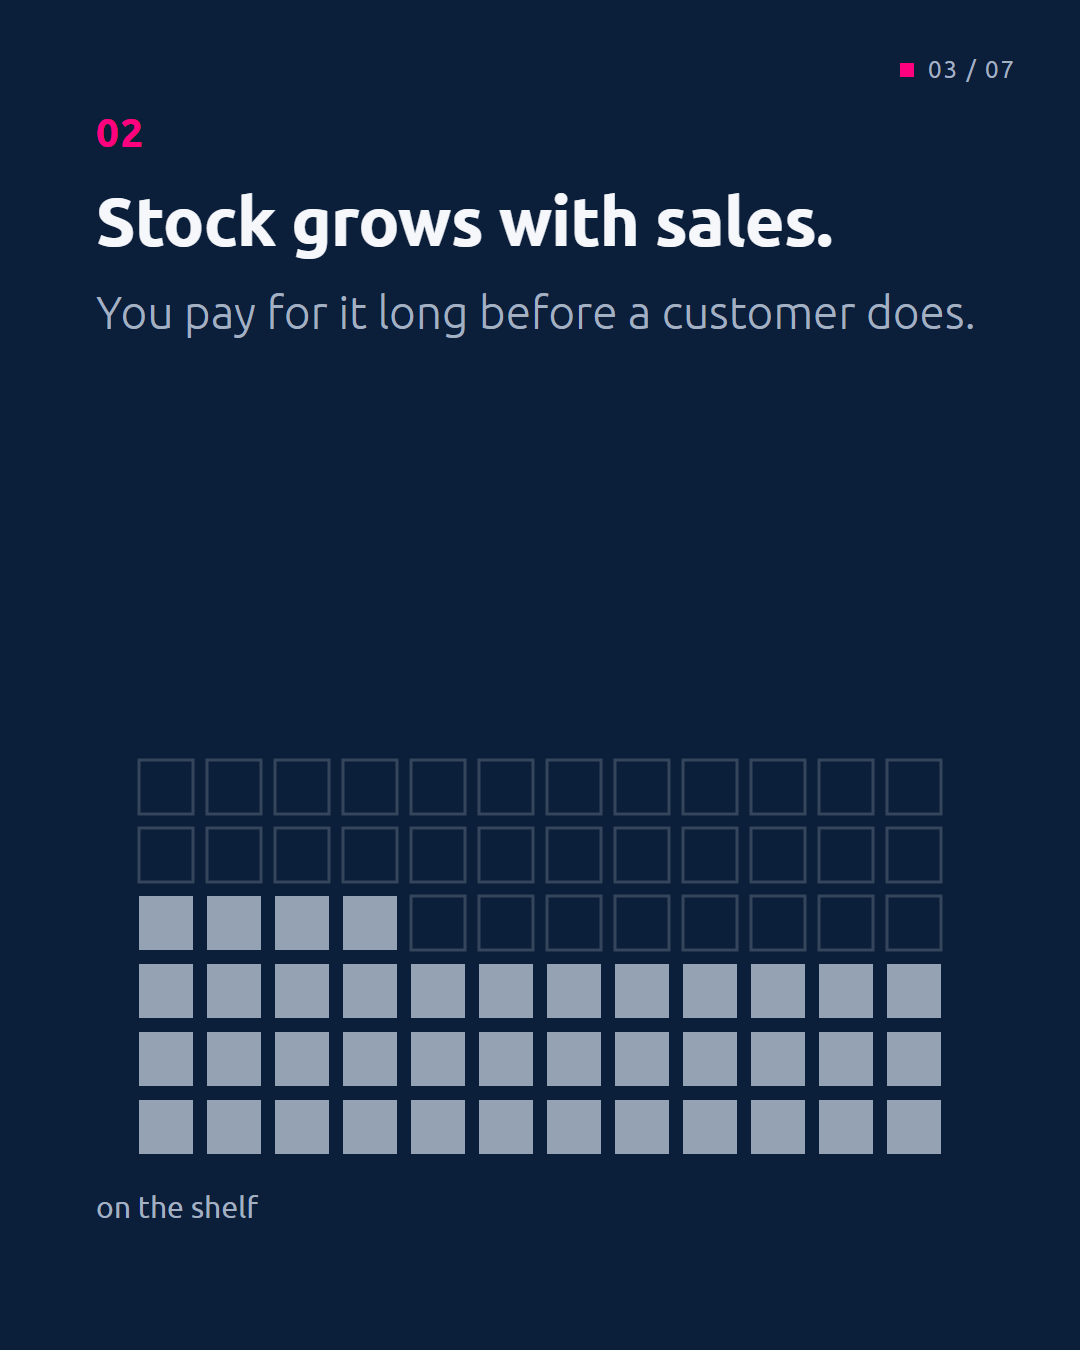 03 / 07
02
Stock grows with sales.
You pay for it long before a customer does.
on the shelf